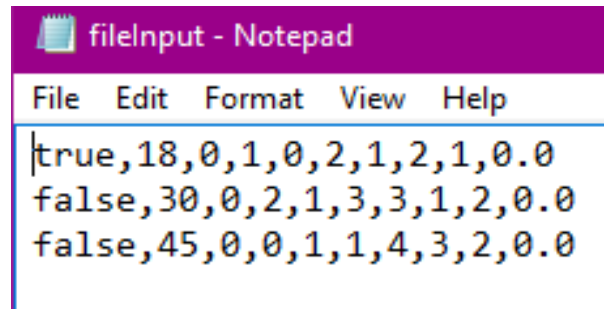 fileInput - Notepad
File Edit Format View Help
true,18,0,1,0,2,1,2,1,0.0
false,30,0,2,1,3,3,1,2,0.0
false,45,0,0,1,1,4,3,2,0.0